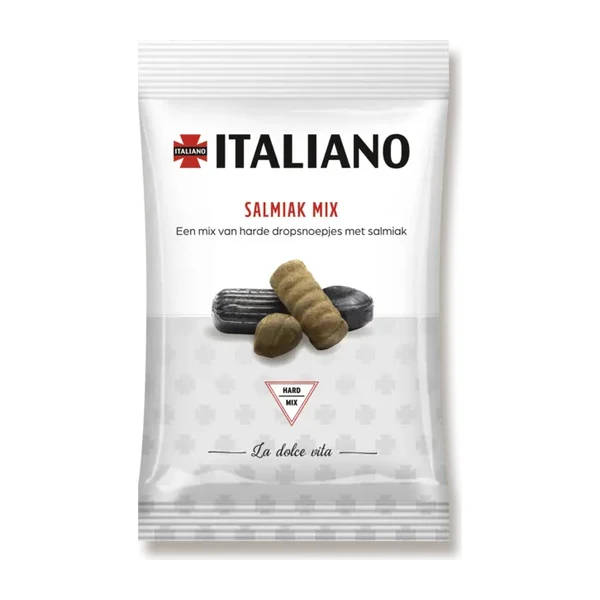 ITALIANO
ITALIANO
SALMIAK MIX
Een mix van harde dropsnoepjes met salmiak
HARD
MIX
La dolce vita